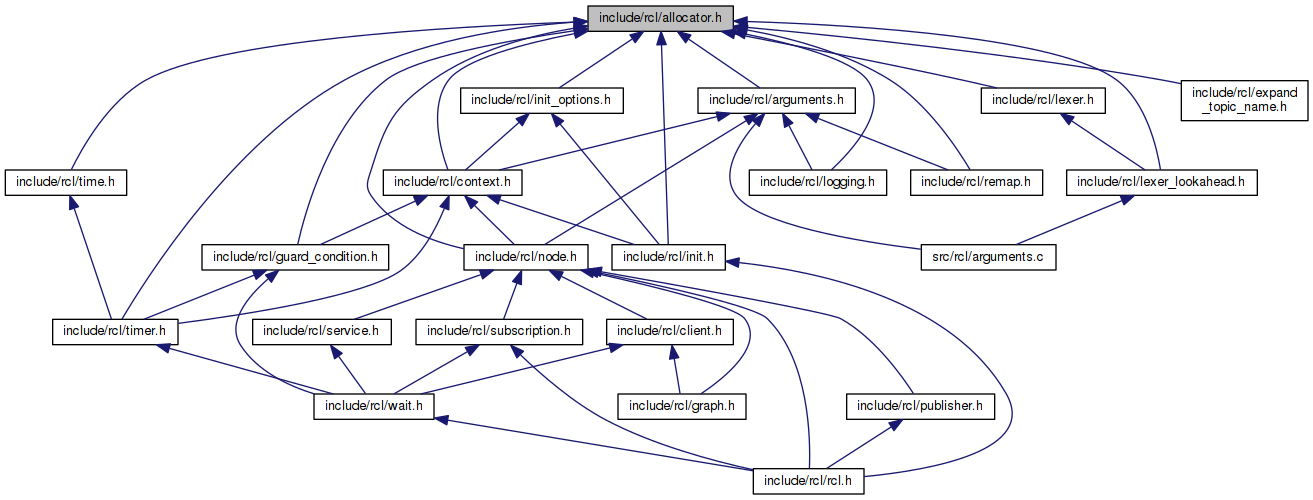 include/rcl/allocator.h
include/rcl/init_options.h
include/rcl/arguments.h
include/rcl/lexer.h
include/rcl/expand
_topic_name.h
include/rcl/time.h
include/rcl/context.h
include/rcl/logging.h
include/rcl/remap.h
include/rcl/lexer_lookahead.h
include/rcl/guard_condition.h
include/rcl/node.h
include/rcl/init.h
src/rcl/arguments.c
include/rcl/timer.h
include/rcl/service.h
include/rcl/subscription.h
include/rcl/client.h
include/rcl/wait.h
include/rcl/graph.h
include/rcl/publisher.h
include/rcl/rcl.h